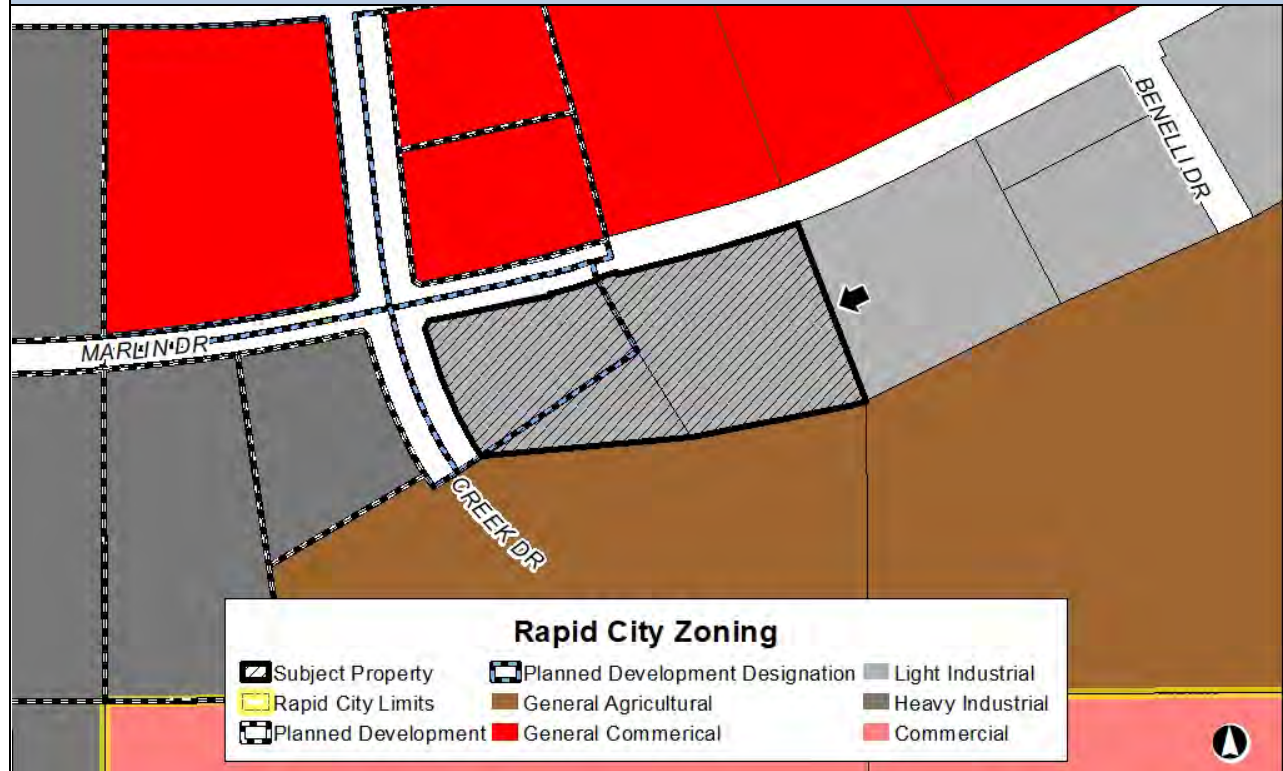 BENELLI DR
MARLIN DR
CREEK DR
Rapid City Zoning
Subject Property
Planned Development Designation
Light Industrial
Rapid City Limits
General Agricultural
Heavy Industrial
Planned Development
General Commerical
Commercial